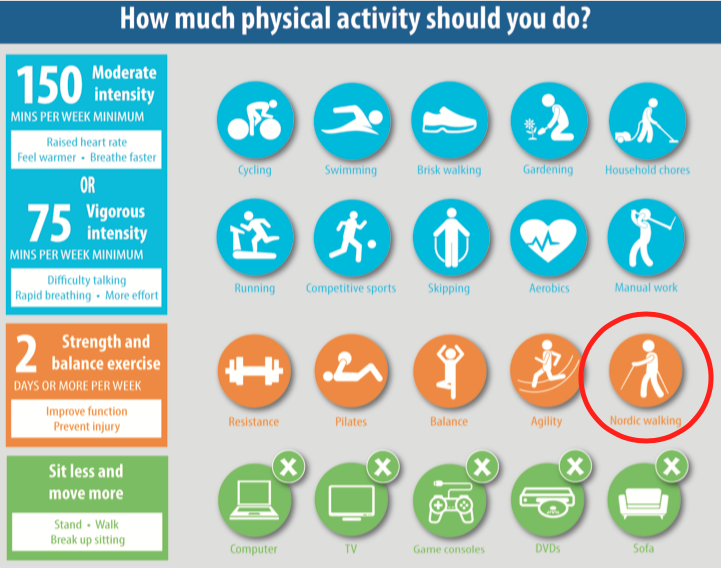 How much physical activity should you do?
150 Moderate intensity
MINS PER WEEK MINIMUM
Raised heart rate
Feel warmer • Breathe faster
OR
75 Vigorous intensity
MINS PER WEEK MINIMUM
Difficulty talking
Rapid breathing • More effort
Cycling
Swimming
Brisk walking
Gardening
Household chores
Running
Competitive sports
Skipping
Aerobics
Manual work
2 Strength and balance exercise
DAYS OR MORE PER WEEK
Improve function
Prevent injury
Resistance
Pilates
Balance
Agility
Nordic walking
Sit less and
move more
Stand • Walk
Break up sitting
Computer
TV
Game consoles
DVDs
Sofa